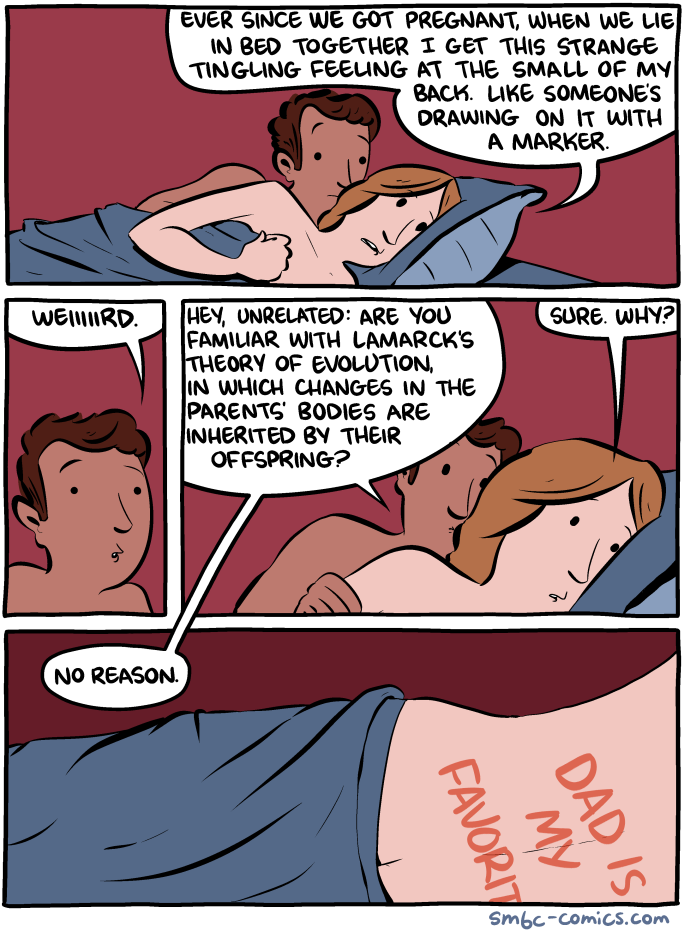 EVER SINCE WE GOT PREGNANT, WHEN WE LIE
IN BED TOGETHER I GET THIS STRANGE
TINGLING FEELING AT THE SMALL OF MY
BACK. LIKE SOMEONE'S
DRAWING ON IT WITH
A MARKER.
WEIIIIIRD.
HEY, UNRELATED: ARE YOU
FAMILIAR WITH LAMARCK'S
THEORY OF EVOLUTION,
IN WHICH CHANGES IN THE
PARENTS' BODIES ARE
INHERITED BY THEIR
OFFSPRING?
SURE. WHY?
NO REASON.
DAD IS
MY
FAVORIT
smbc-comics.com